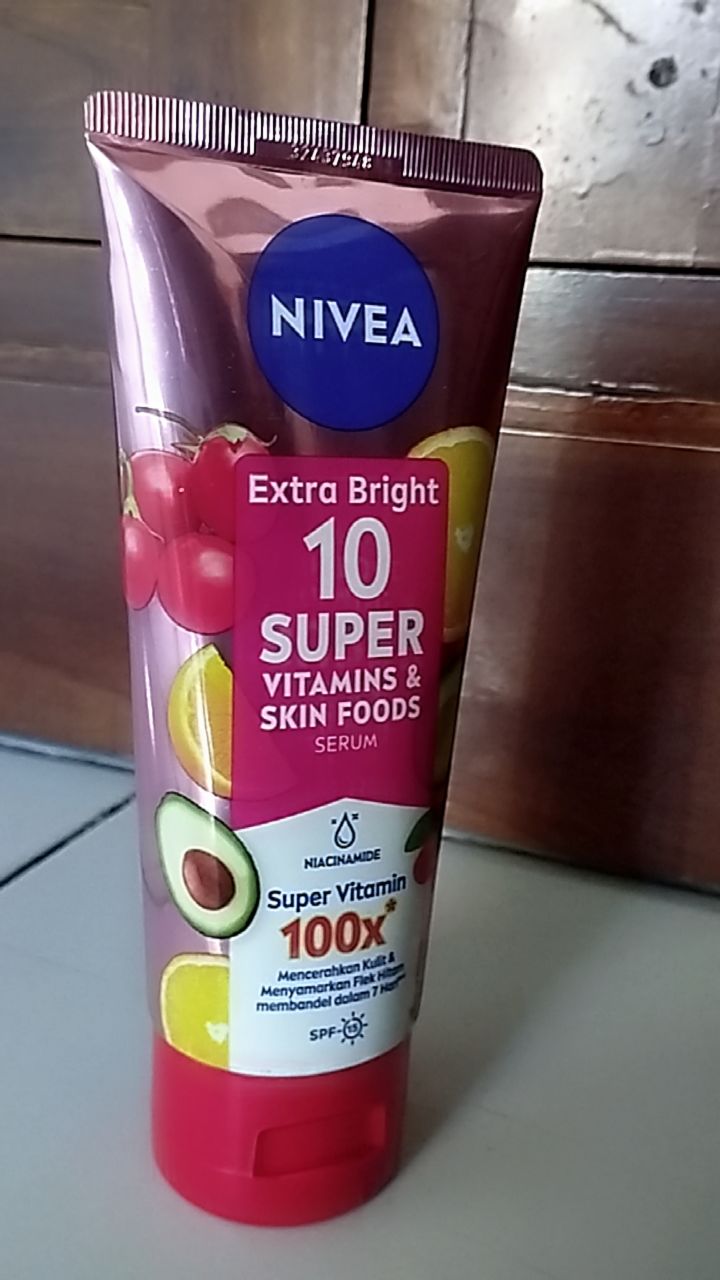 NIVEA
Extra Bright
10
SUPER
VITAMINS &
SKIN FOODS
SERUM
NIACINAMIDE
Super Vitamin
100x*
Mencerahkan Kulit &
Menyamarkan Flek Hitam
membandel dalam 7
SPF 15